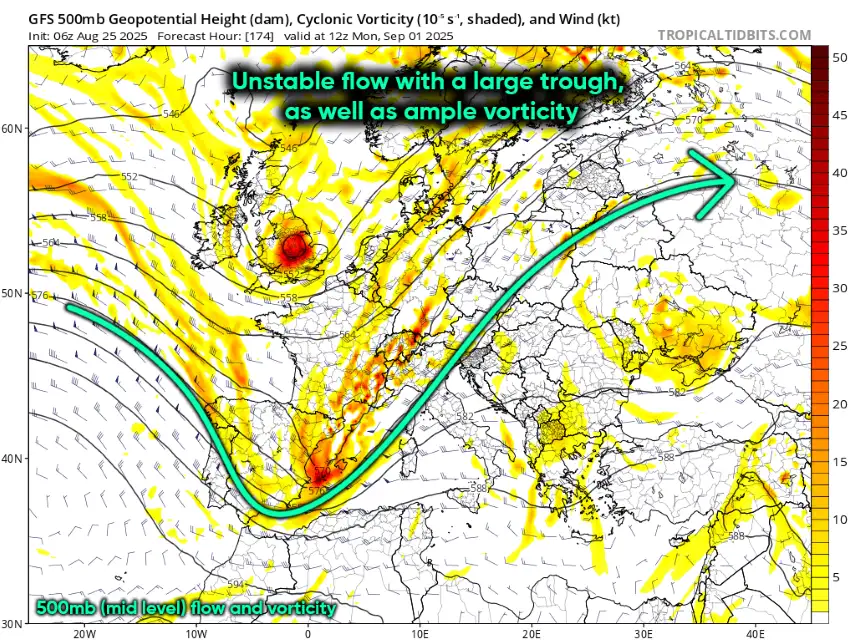 GFS 500mb Geopotential Height (dam), Cyclonic Vorticity (10⁻⁵ s⁻¹, shaded), and Wind (kt)
Init: 06z Aug 25 2025 Forecast Hour: [174] valid at 12z Mon, Sep 01 2025
TROPICALTIDBITS.COM
Unstable flow with a large trough,
as well as ample vorticity
50
45
40
35
30
25
20
15
10
5
60N
50N
40N
30N
546
546
552
558
564
576
558
564
570
582
582
588
588
588
594
570
564
500mb (mid level) flow and vorticity
20W
10W
0
10E
20E
30E
40E